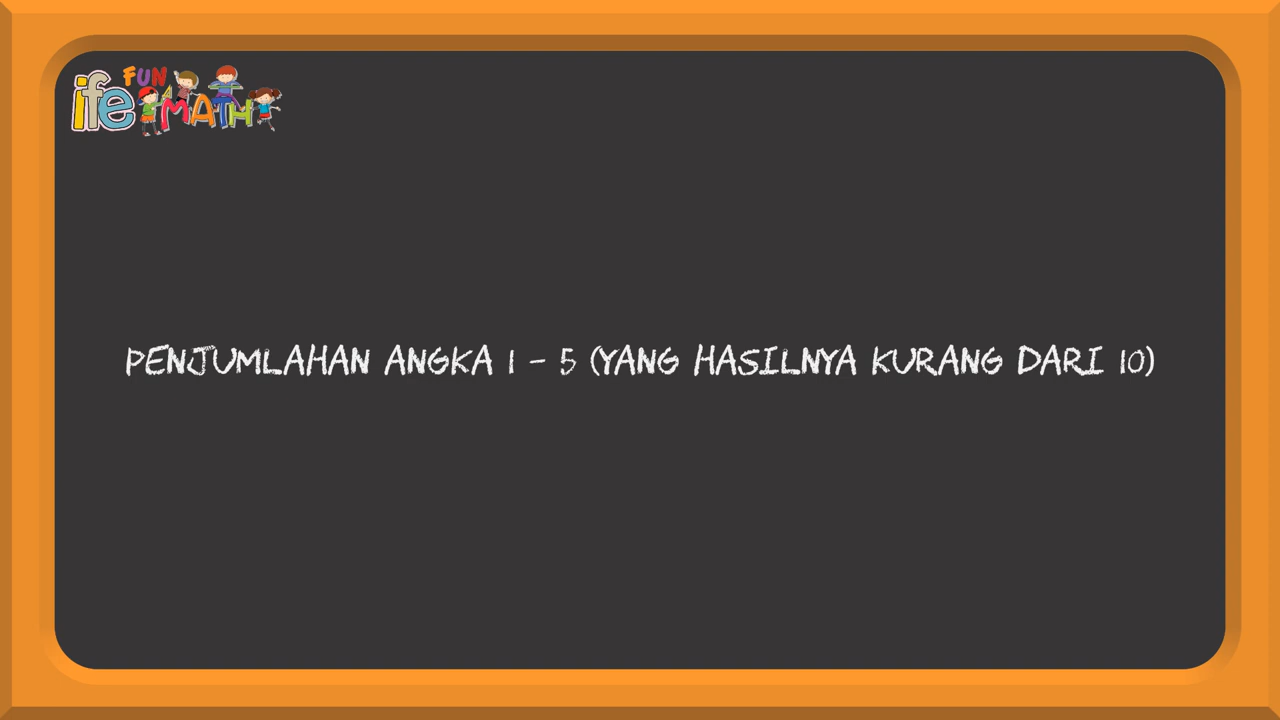 ife FUN MATH
PENJUMLAHAN ANGKA 1 - 5 (YANG HASILNYA KURANG DARI 10)